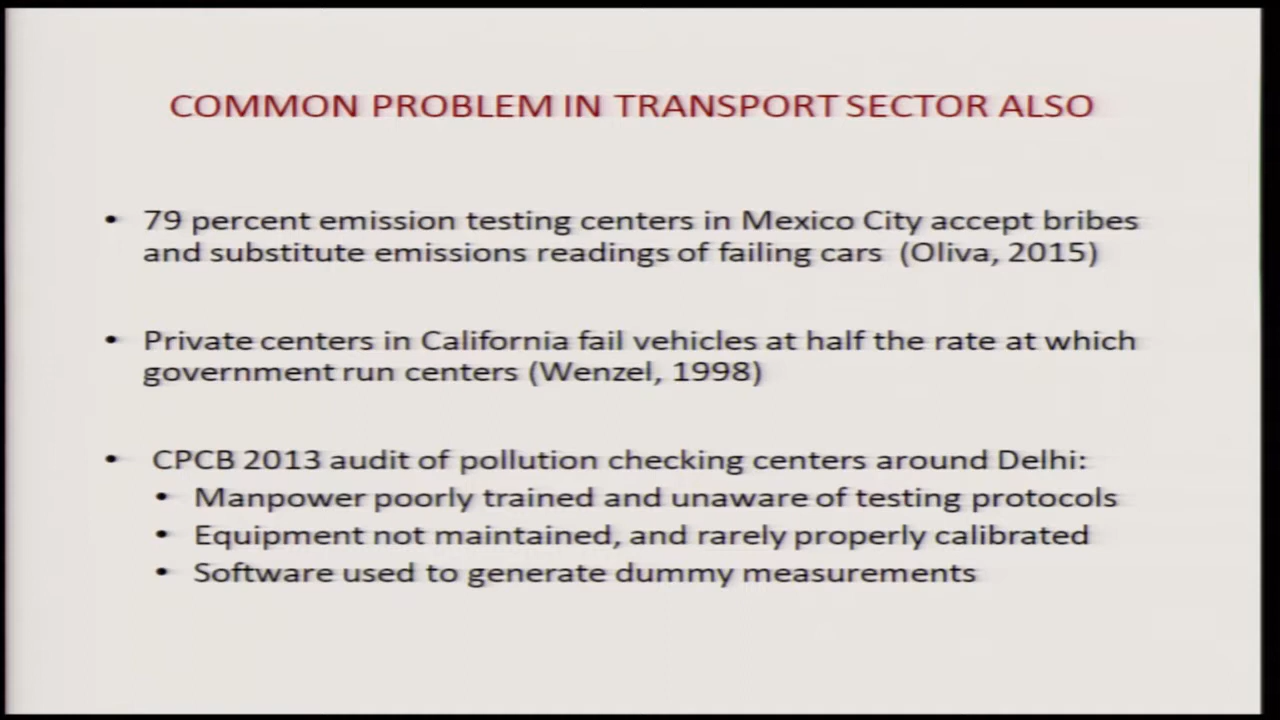 COMMON PROBLEM IN TRANSPORT SECTOR ALSO
• 79 percent emission testing centers in Mexico City accept bribes
and substitute emissions readings of failing cars (Oliva, 2015)
• Private centers in California fail vehicles at half the rate at which
government run centers (Wenzel, 1998)
• CPCB 2013 audit of pollution checking centers around Delhi:
• Manpower poorly trained and unaware of testing protocols
• Equipment not maintained, and rarely properly calibrated
• Software used to generate dummy measurements